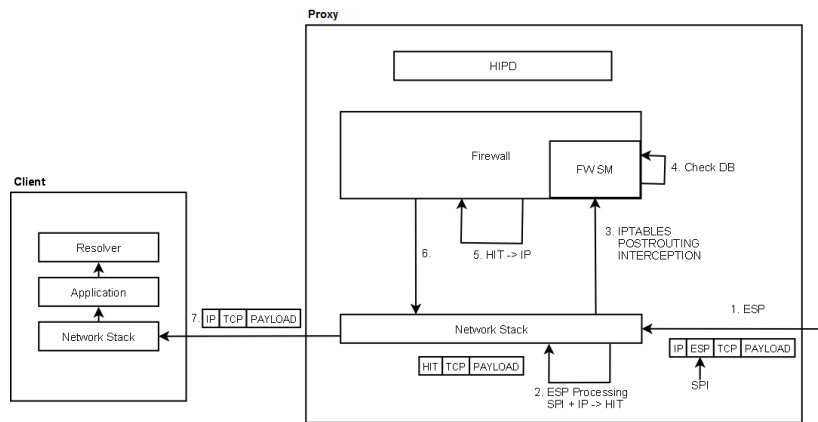 Proxy
HIPD
Firewall
FWSM
4. Check DB
Client
Resolver
Application
Network Stack
3. IPTABLES
POSTROUTING
INTERCEPTION
6.
5. HIT -> IP
1. ESP
7. IP TCP PAYLOAD
Network Stack
IP ESP TCP PAYLOAD
HIT TCP PAYLOAD
SPI
2. ESP Processing
SPI + IP -> HIT